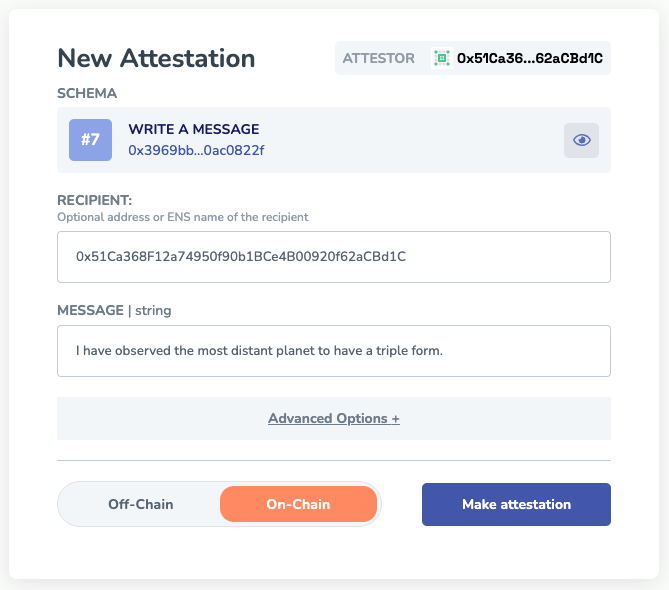 New Attestation
ATTESTOR 0x51Ca36...62aCBd1C
SCHEMA
#7
WRITE A MESSAGE
0x3969bb...0ac0822f
RECIPIENT:
Optional address or ENS name of the recipient
0x51Ca368F12a74950f90b1BCe4B00920f62aCBd1C
MESSAGE | string
I have observed the most distant planet to have a triple form.
Advanced Options +
Off-Chain
On-Chain
Make attestation